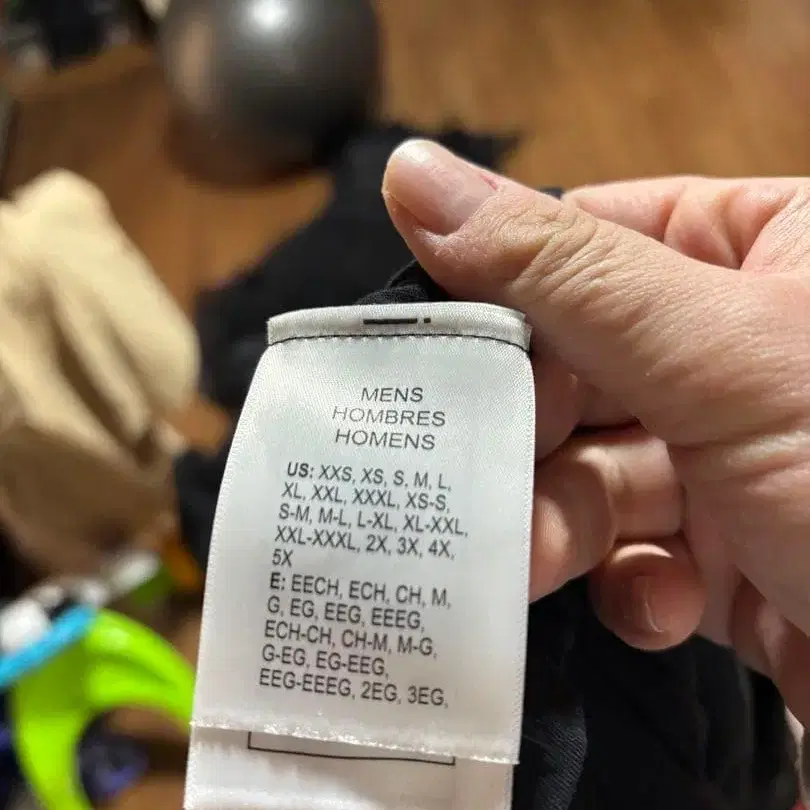 MENS
HOMBRES
HOMENS
US: XXS, XS, S, M, L,
XL, XXL, XXXL, XS-S,
S-M, M-L, L-XL, XL-XXL,
XXL-XXXL, 2X, 3X, 4X,
5X
E: EECH, ECH, CH, M,
G, EG, EEG, EEEG,
ECH-CH, CH-M, M-G,
G-EG, EG-EEG,
EEG-EEEG, 2EG, 3EG,